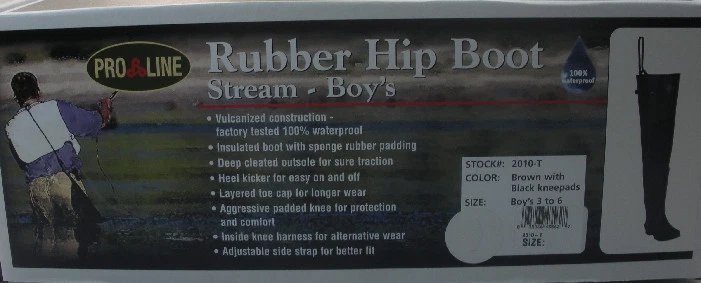 PRO LINE
Rubber Hip Boot
Stream - Boy's
100%
waterproof
• Vulcanized construction -
factory tested 100% waterproof
• Insulated boot with sponge rubber padding
• Deep cleated outsole for sure traction
• Heel kicker for easy on and off
• Layered toe cap for longer wear
• Aggressive padded knee for protection
and comfort
• Inside knee harness for alternative wear
• Adjustable side strap for better fit
STOCK#: 2010-T
COLOR: Brown with
Black kneepads
SIZE: Boy's 3 to 6
SIZE: